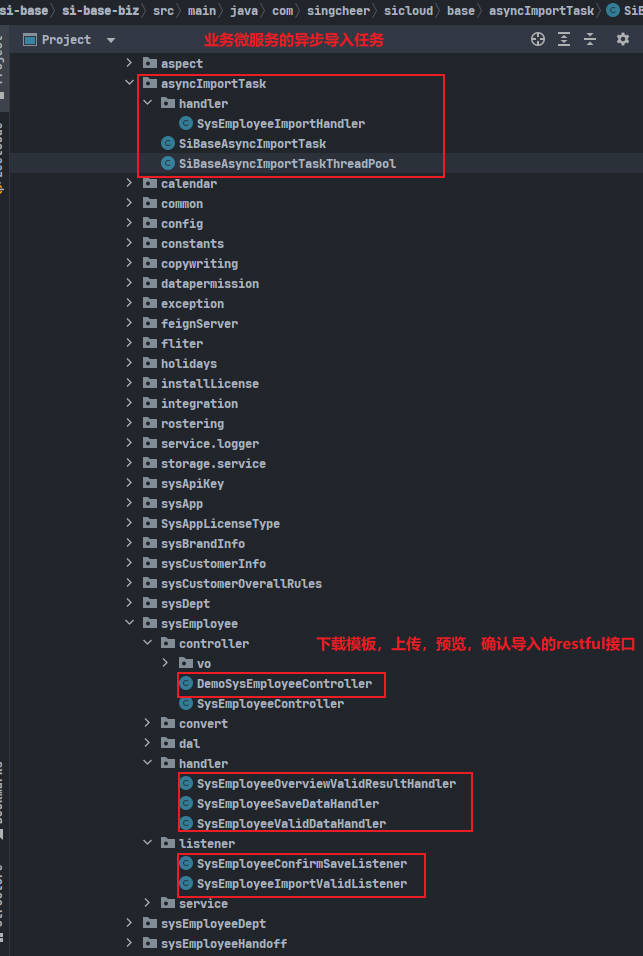 si-base › si-base-biz › src › main › java › com › singcheer › sicloud › base › asyncImportTask › SiB
Project 业务微服务的异步导入任务
aspect
asyncImportTask
handler
SysEmployeeImportHandler
SiBaseAsyncImportTask
SiBaseAsyncImportTaskThreadPool
calendar
common
config
constants
copywriting
datapermission
exception
feignServer
fliter
holidays
installLicense
integration
rostering
service.logger
storage.service
sysApiKey
sysApp
SysAppLicenseType
sysBrandInfo
sysCustomerInfo
sysCustomerOverallRules
sysDept
sysEmployee
controller 下载模板，上传，预览，确认导入的restful接口
vo
DemoSysEmployeeController
SysEmployeeController
convert
dal
handler
SysEmployeeOverviewValidResultHandler
SysEmployeeSaveDataHandler
SysEmployeeValidDataHandler
listener
SysEmployeeConfirmSaveListener
SysEmployeeImportValidListener
service
sysEmployeeDept
sysEmployeeHandoff